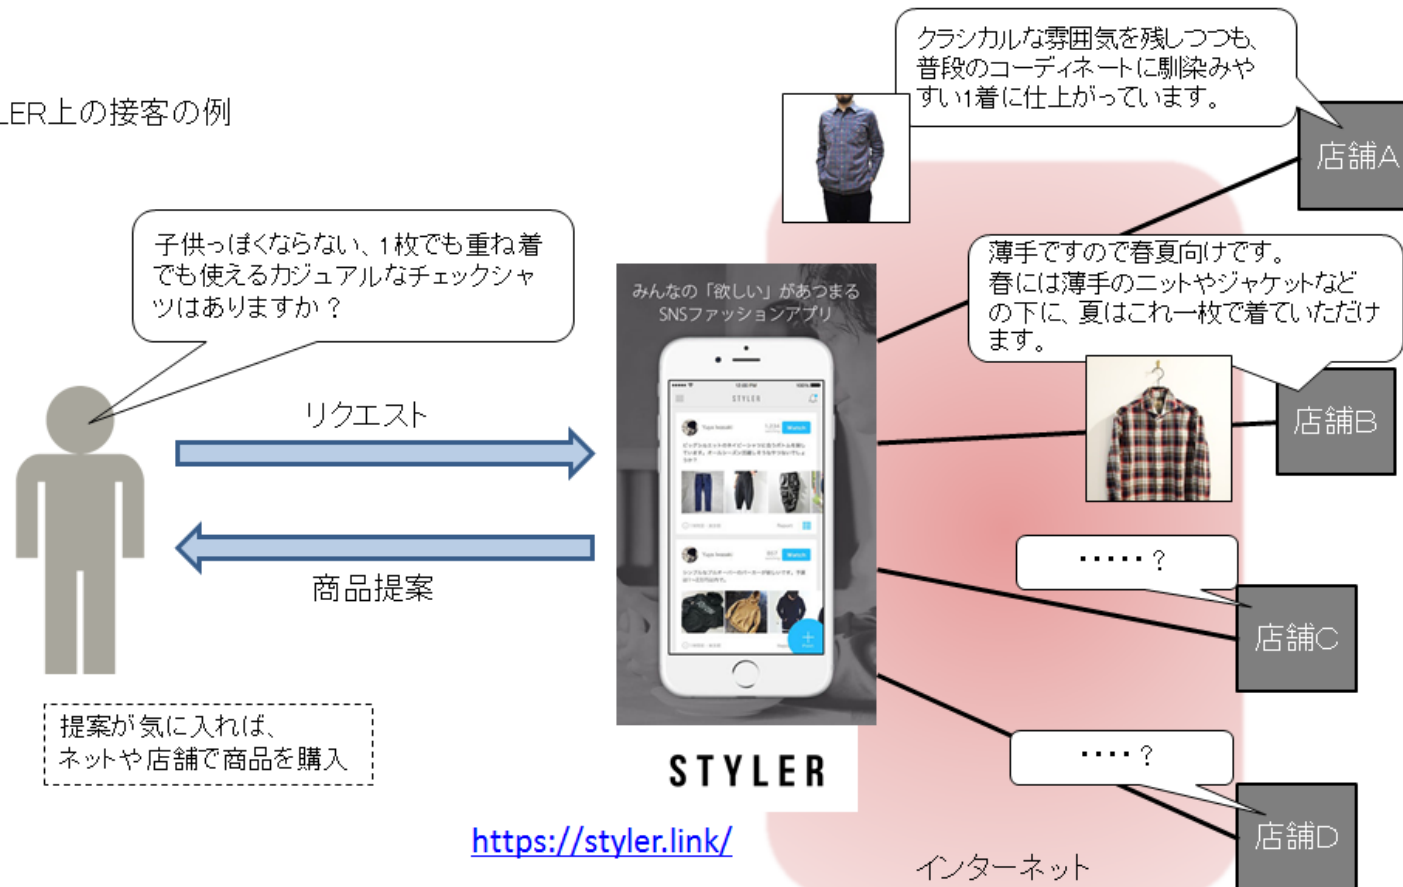 LER上の接客の例
クラシカルな雰囲気を残しつつも、
普段のコーディネートに馴染みや
すい1着に仕上がっています。
店舗A
子供っぽくならない、1枚でも重ね着
でも使えるカジュアルなチェックシャ
ツはありますか？
薄手ですので春夏向けです。
春には薄手のニットやジャケットなど
の下に、夏はこれ一枚で着ていただけ
ます。
店舗B
みんなの「欲しい」があつまる
SNSファッションアプリ
STYLER
Watch
Watch
リクエスト
商品提案
・・・・・？
店舗C
・・・・？
店舗D
提案が気に入れば、
ネットや店舗で商品を購入
STYLER
https://styler.link/
インターネット